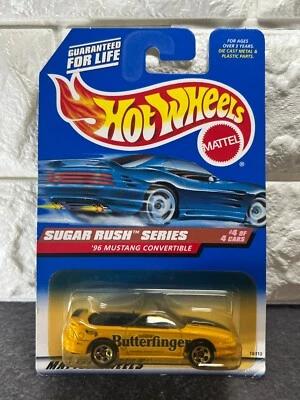 GUARANTEED
FOR LIFE
FOR AGES
OVER 3 YEARS.
DIE CAST METAL &
PLASTIC PARTS.
HOT WHEELS
MATTEL
SUGAR RUSH™ SERIES
'96 MUSTANG CONVERTIBLE
#4 OF
4 CARS
Butterfinger